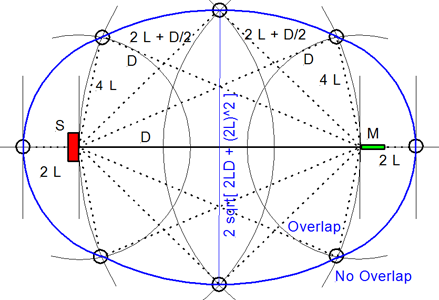 2 L + D/2
2 L + D/2
D
D
4 L
4 L
S
D
M
2 L
2 L
2 sqrt[ 2LD + (2L)^2 ]
Overlap
No Overlap